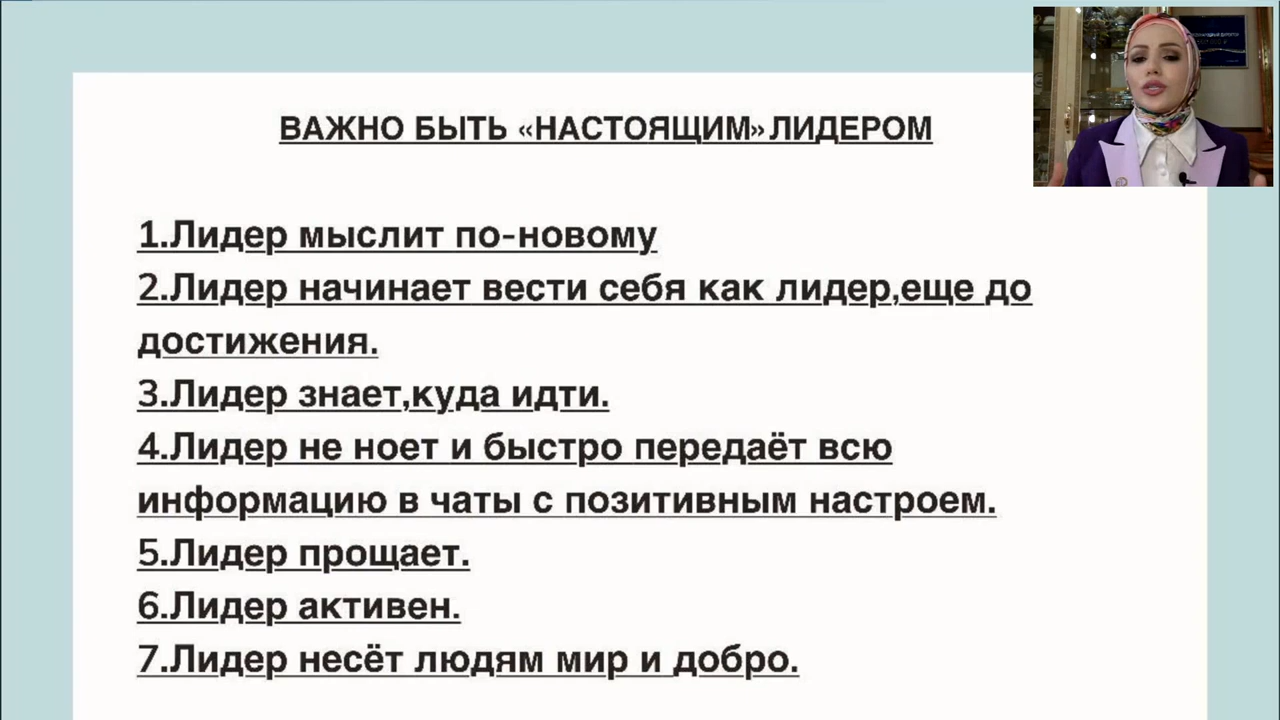 ВАЖНО БЫТЬ «НАСТОЯЩИМ»ЛИДЕРОМ
1.Лидер мыслит по-новому
2.Лидер начинает вести себя как лидер,еще до
достижения.
3.Лидер знает,куда идти.
4.Лидер не ноет и быстро передаёт всю
информацию в чаты с позитивным настроем.
5.Лидер прощает.
6.Лидер активен.
7.Лидер несёт людям мир и добро.